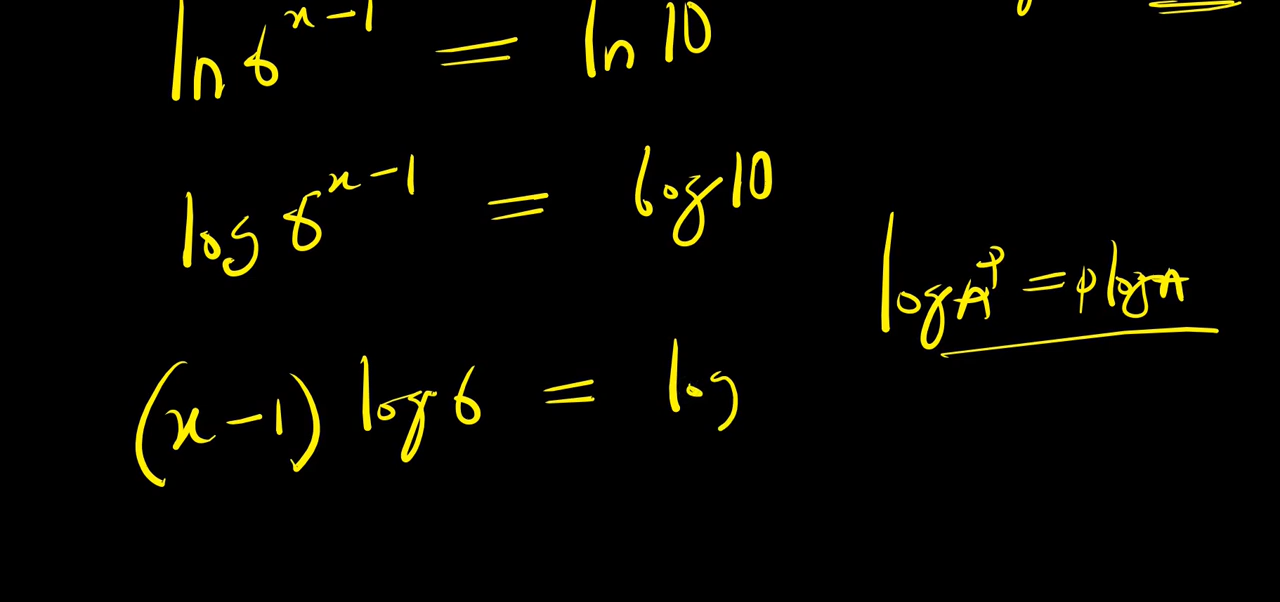 ln 6^(x-1) = ln 10
log 6^(x-1) = log 10
log A^P = P log A
(x-1) log 6 = log